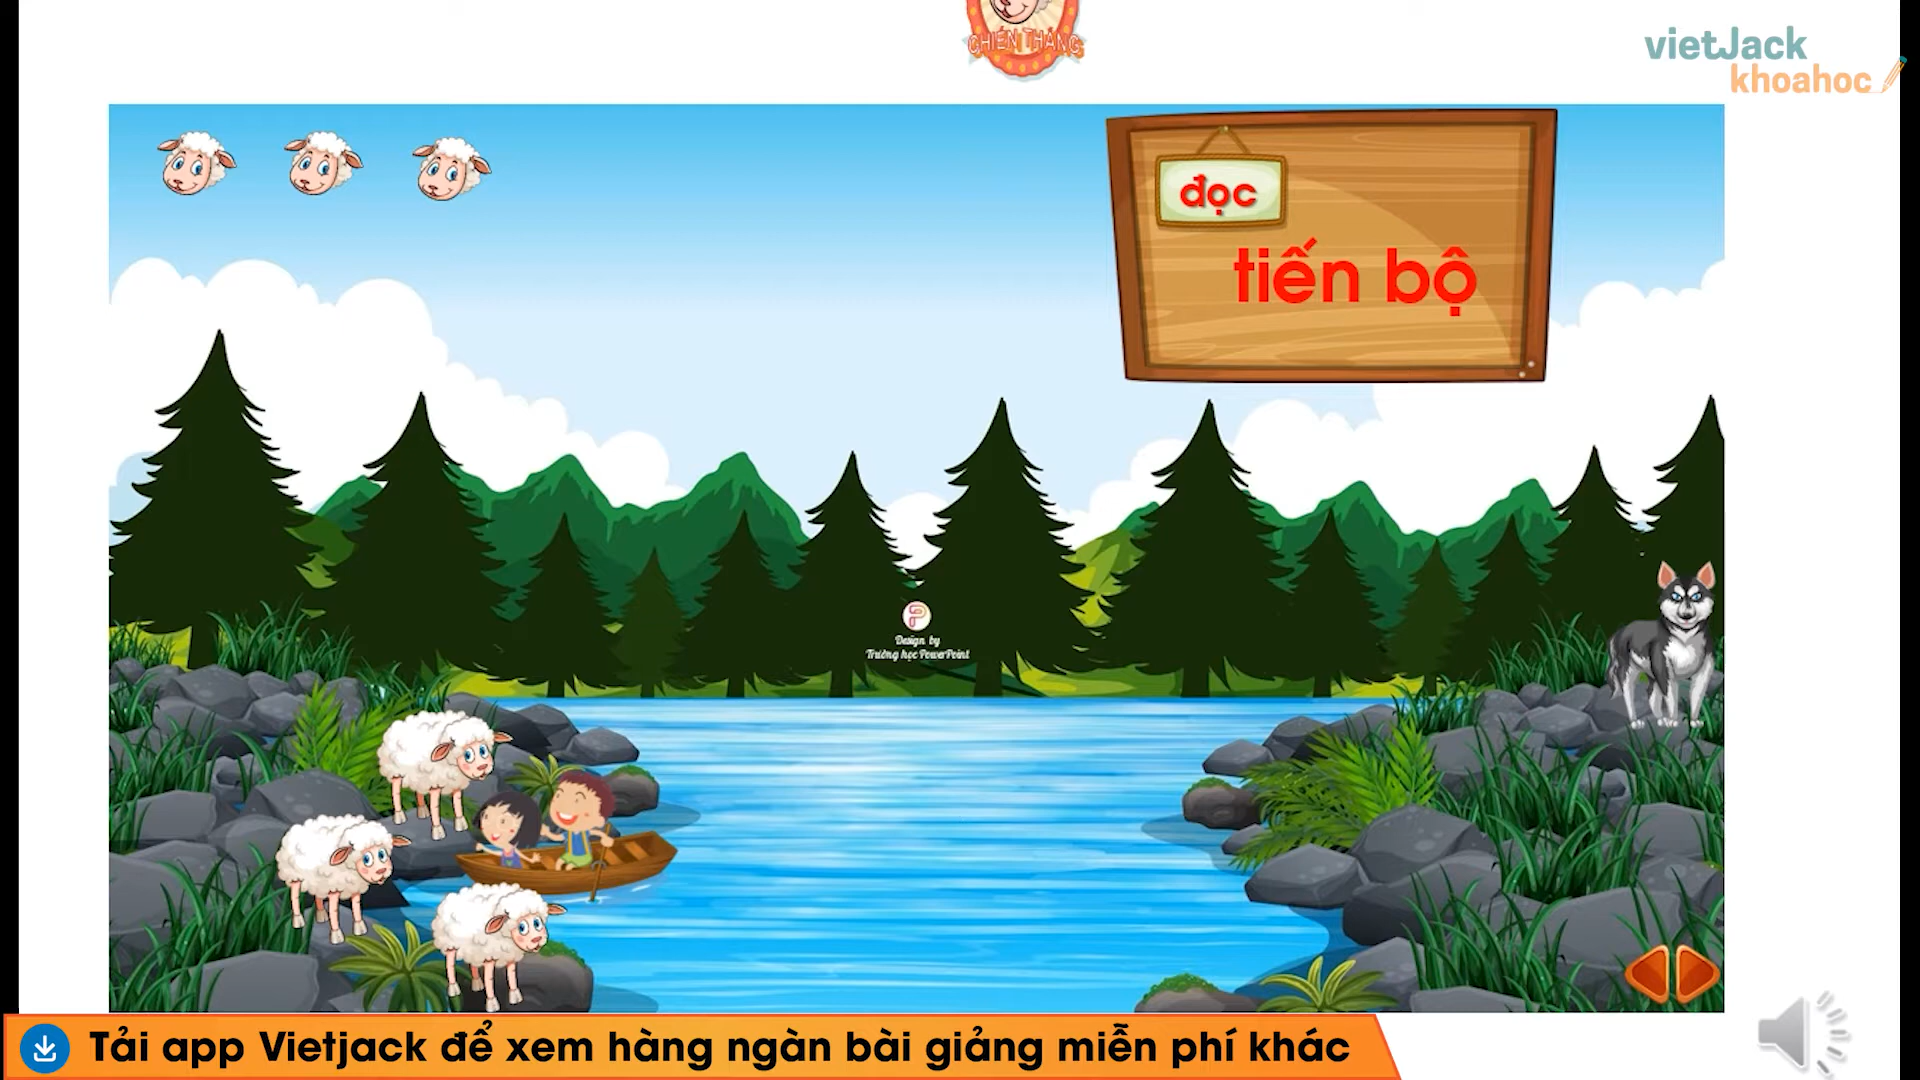 CHIẾN THẮNG
vietJack
khoahoc
đọc
tiến bộ
Design by
Trường học PowerPoint
Tải app Vietjack để xem hàng ngàn bài giảng miễn phí khác